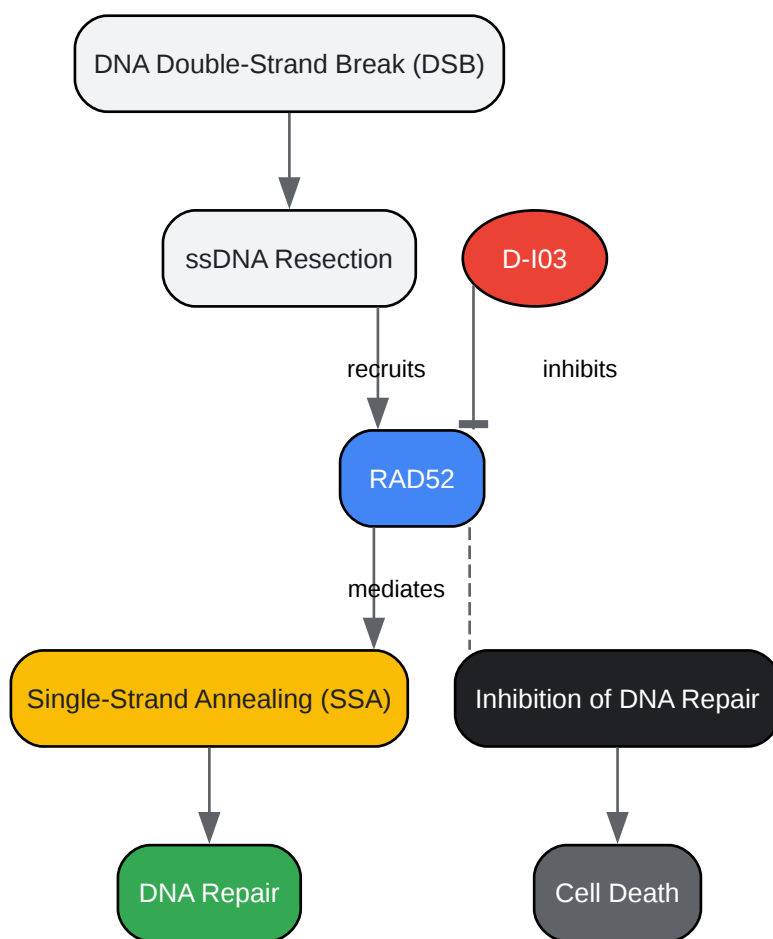 DNA Double-Strand Break (DSB)
ssDNA Resection
D-I03
recruits
inhibits
RAD52
mediates
Single-Strand Annealing (SSA)
Inhibition of DNA Repair
DNA Repair
Cell Death